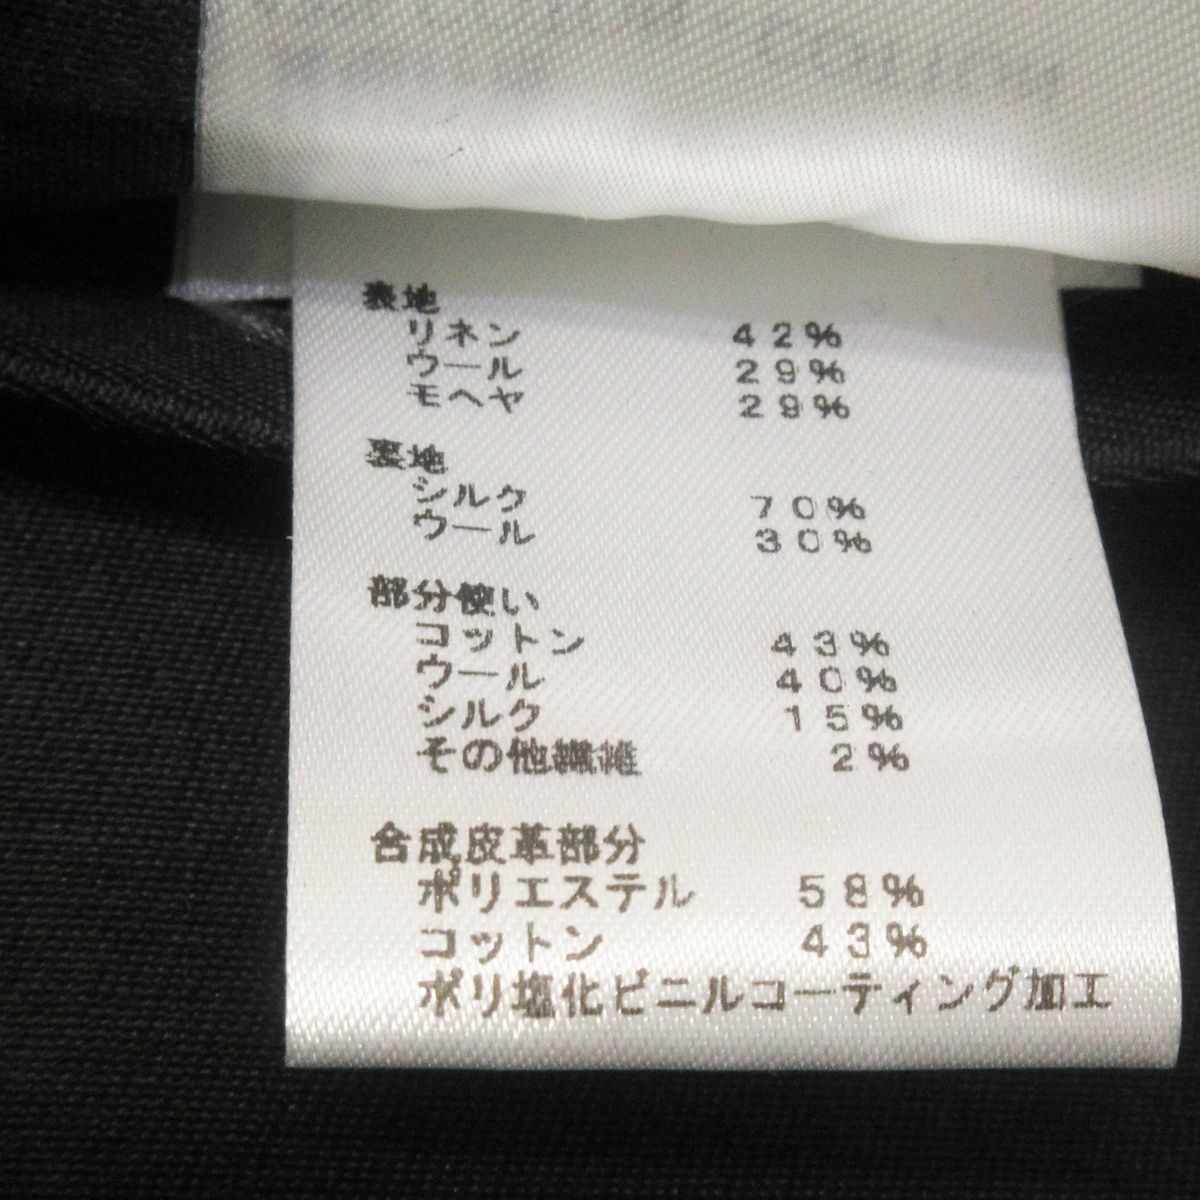 表地
リネン 42%
ウール 29%
モヘヤ 29%
裏地
シルク 70%
ウール 30%
部分使い
コットン 43%
ウール 40%
シルク 15%
その他繊維 2%
合成皮革部分
ポリエステル 58%
コットン 43%
ポリ塩化ビニルコーティング加工